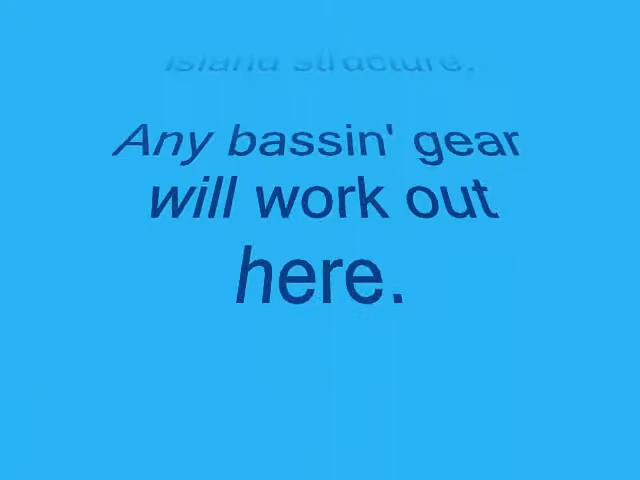 island structure.
Any bassin' gear
will work out
here.